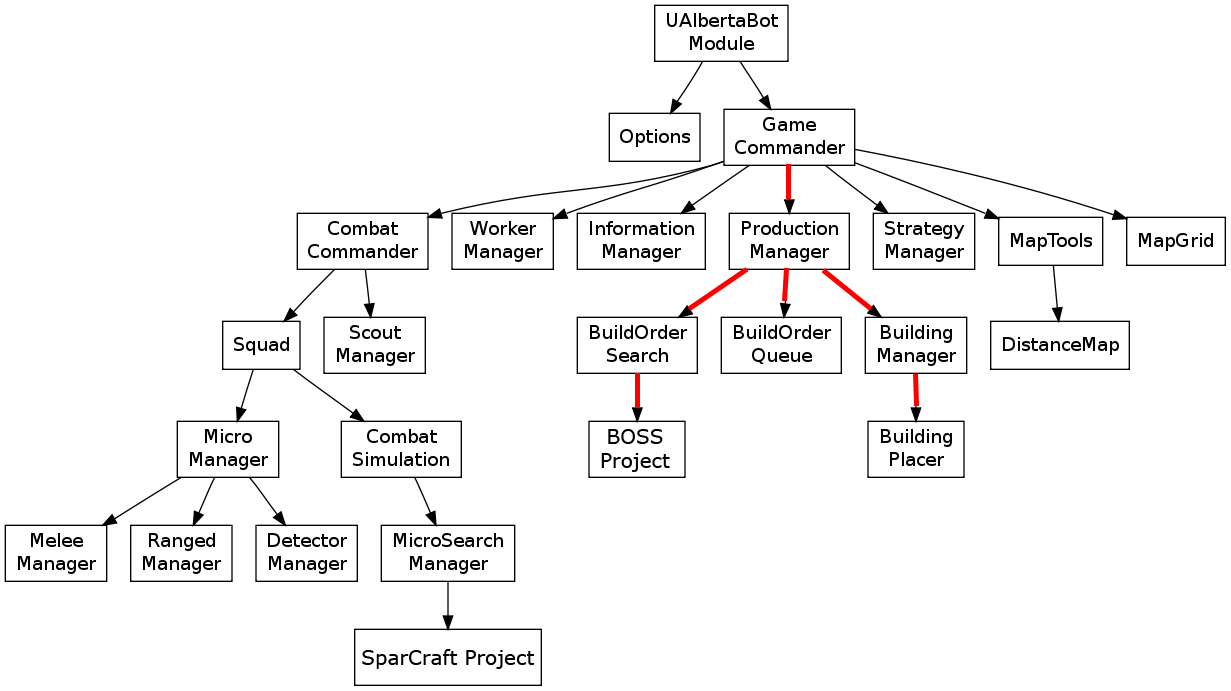 UAlbertaBot
Module
Options
Game
Commander
Combat
Commander
Worker
Manager
Information
Manager
Production
Manager
Strategy
Manager
MapTools
MapGrid
Squad
Scout
Manager
BuildOrder
Search
BuildOrder
Queue
Building
Manager
DistanceMap
Micro
Manager
Combat
Simulation
BOSS
Project
Building
Placer
Melee
Manager
Ranged
Manager
Detector
Manager
MicroSearch
Manager
SparCraft Project